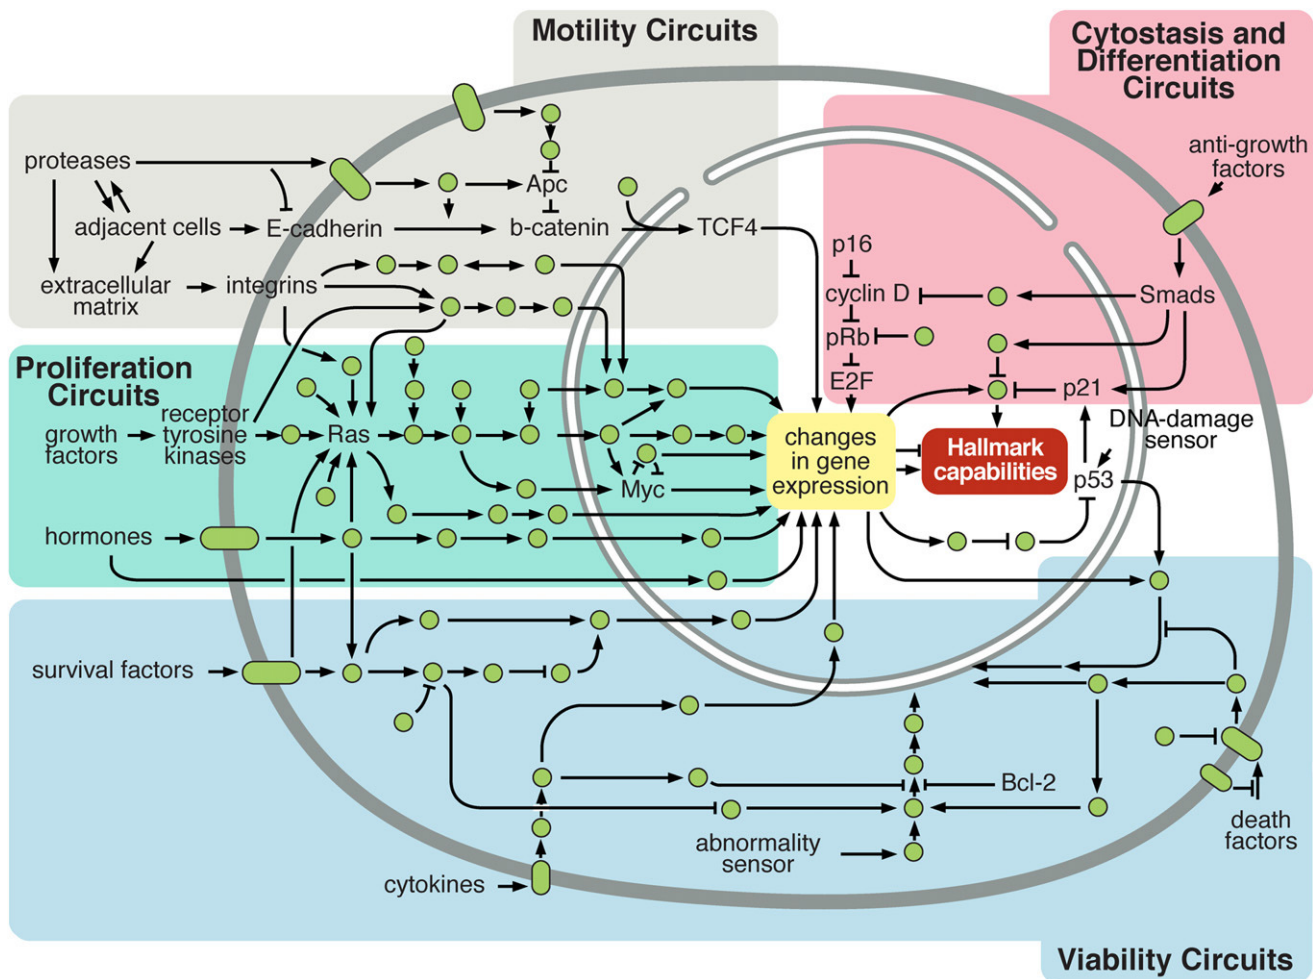 Motility Circuits
Cytostasis and
Differentiation
Circuits
proteases
anti-growth
factors
Apc
adjacent cells
E-cadherin
b-catenin
TCF4
p16
extracellular
matrix
integrins
cyclin D
Smads
pRb
Proliferation
Circuits
E2F
p21
receptor
tyrosine
kinases
growth
factors
Ras
changes
in gene
expression
Hallmark
capabilities
DNA-damage
sensor
p53
Myc
hormones
survival factors
Bcl-2
abnormality
sensor
death
factors
cytokines
Viability Circuits